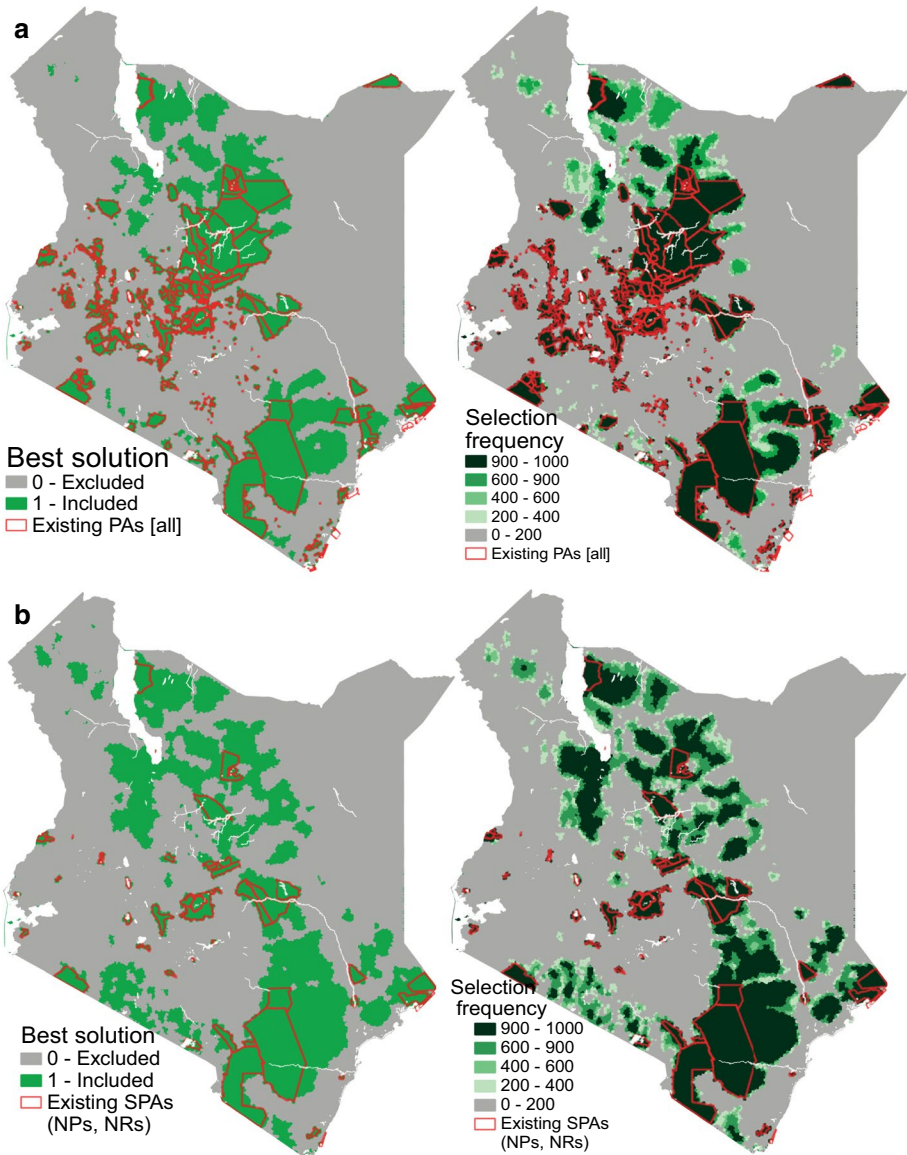 a
Best solution
0 - Excluded
1 - Included
Existing PAs [all]
Selection
frequency
900 - 1000
600 - 900
400 - 600
200 - 400
0 - 200
Existing PAs [all]
b
Best solution
0 - Excluded
1 - Included
Existing SPAs
(NPs, NRs)
Selection
frequency
900 - 1000
600 - 900
400 - 600
200 - 400
0 - 200
Existing SPAs
(NPs, NRs)